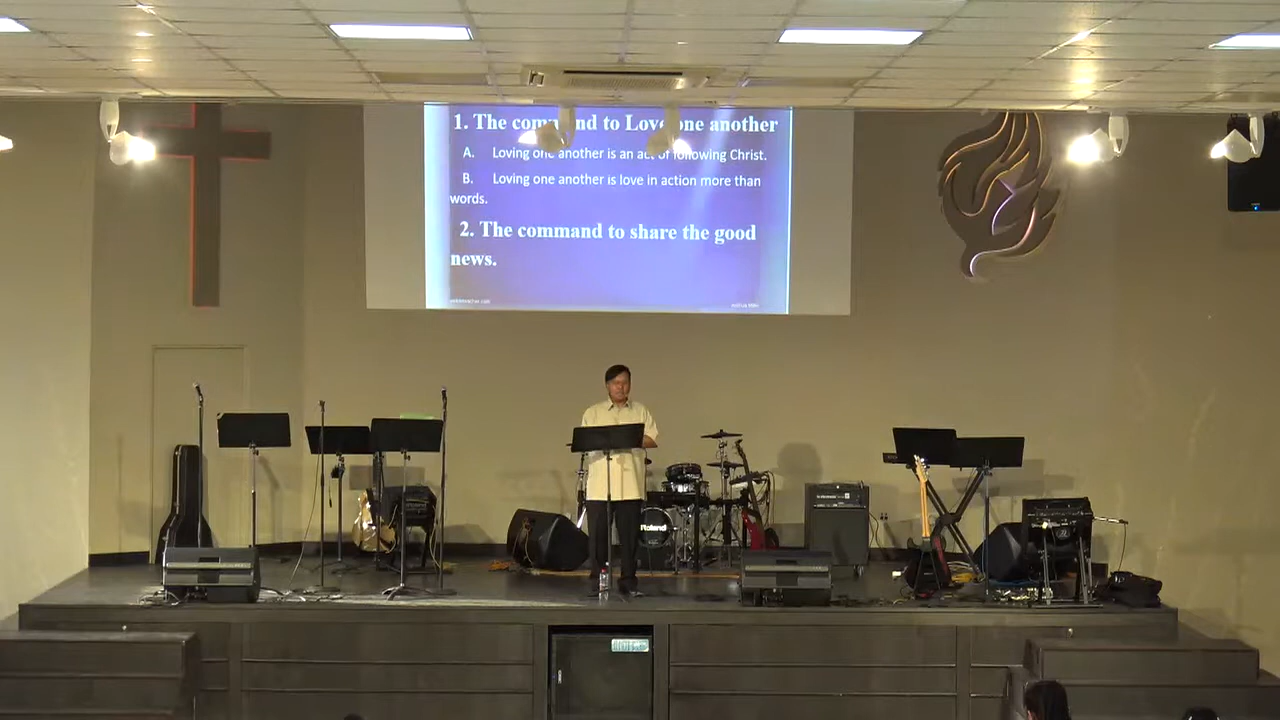 1. The command to Love one another
A. Loving one another is an act of following Christ.
B. Loving one another is love in action more than
words.
2. The command to share the good
news.
Roland